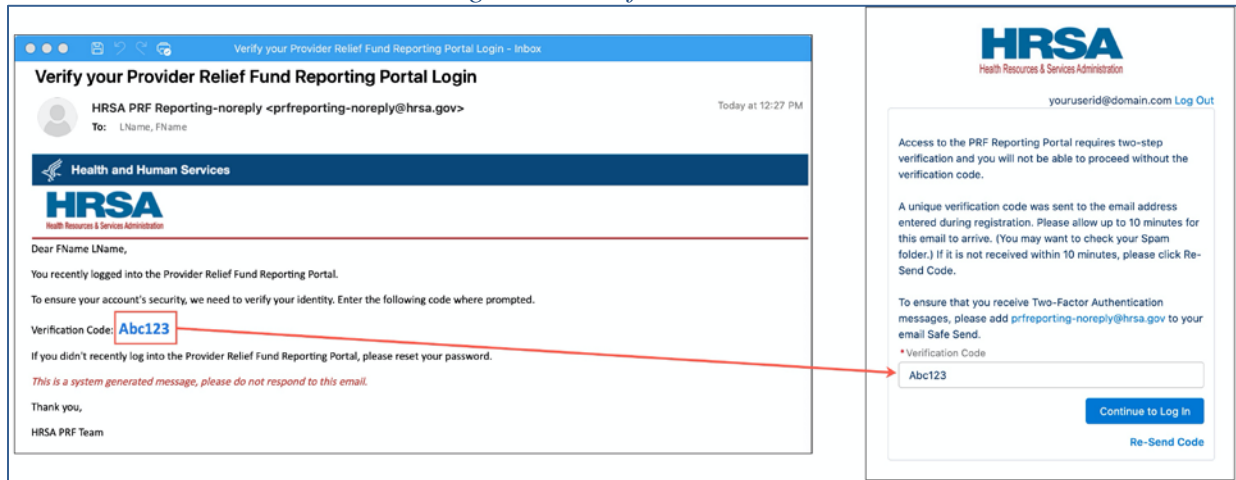 Verify your Provider Relief Fund Reporting Portal Login - Inbox
Verify your Provider Relief Fund Reporting Portal Login
HRSA PRF Reporting-noreply <prfreporting-noreply@hrsa.gov>
Today at 12:27 PM
To: LName, FName
Health and Human Services
HRSA
Health Resources & Services Administration
Dear FName LName,
You recently logged into the Provider Relief Fund Reporting Portal.
To ensure your account's security, we need to verify your identity. Enter the following code where prompted.
Verification Code: Abc123
If you didn't recently log into the Provider Relief Fund Reporting Portal, please reset your password.
This is a system generated message, please do not respond to this email.
Thank you,
HRSA PRF Team
HRSA
Health Resources & Services Administration
youruserid@domain.com Log Out
Access to the PRF Reporting Portal requires two-step
verification and you will not be able to proceed without the
verification code.
A unique verification code was sent to the email address
entered during registration. Please allow up to 10 minutes for
this email to arrive. (You may want to check your Spam
folder.) If it is not received within 10 minutes, please click Re-
Send Code.
To ensure that you receive Two-Factor Authentication
messages, please add prfreporting-noreply@hrsa.gov to your
email Safe Send.
*Verification Code
Abc123
Continue to Log In
Re-Send Code